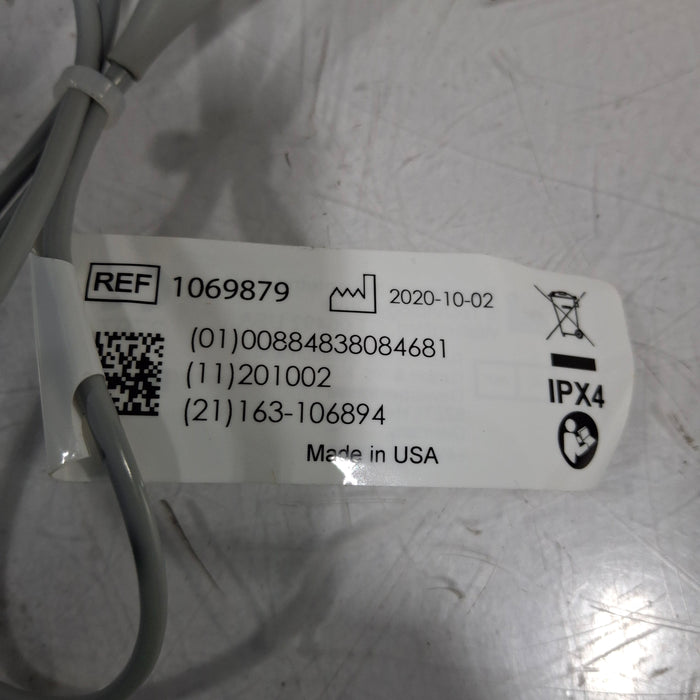 REF 1069879 2020-10-02
(01)00884838084681
(11)201002
(21)163-106894
IPX4
Made in USA